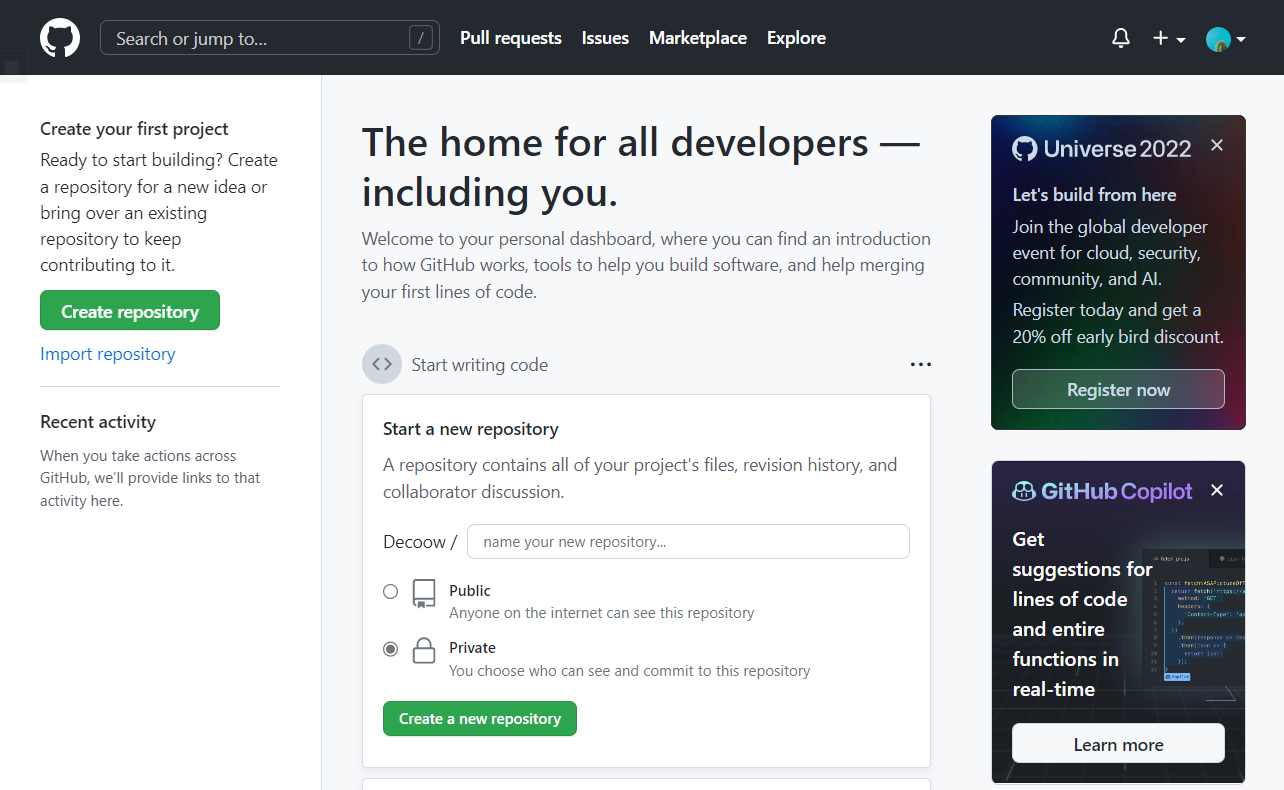 Search or jump to... /
Pull requests Issues Marketplace Explore
Create your first project
Ready to start building? Create
a repository for a new idea or
bring over an existing
repository to keep
contributing to it.
Create repository
Import repository
Recent activity
When you take actions across
GitHub, we’ll provide links to that
activity here.
The home for all developers —
including you.
Welcome to your personal dashboard, where you can find an introduction
to how GitHub works, tools to help you build software, and help merging
your first lines of code.
Start writing code
Start a new repository
A repository contains all of your project's files, revision history, and
collaborator discussion.
Decoow / name your new repository...
Public
Anyone on the internet can see this repository
Private
You choose who can see and commit to this repository
Create a new repository
Universe 2022
Let's build from here
Join the global developer
event for cloud, security,
community, and AI.
Register today and get a
20% off early bird discount.
Register now
GitHub Copilot
Get
suggestions for
lines of code
and entire
functions in
real-time
Learn more